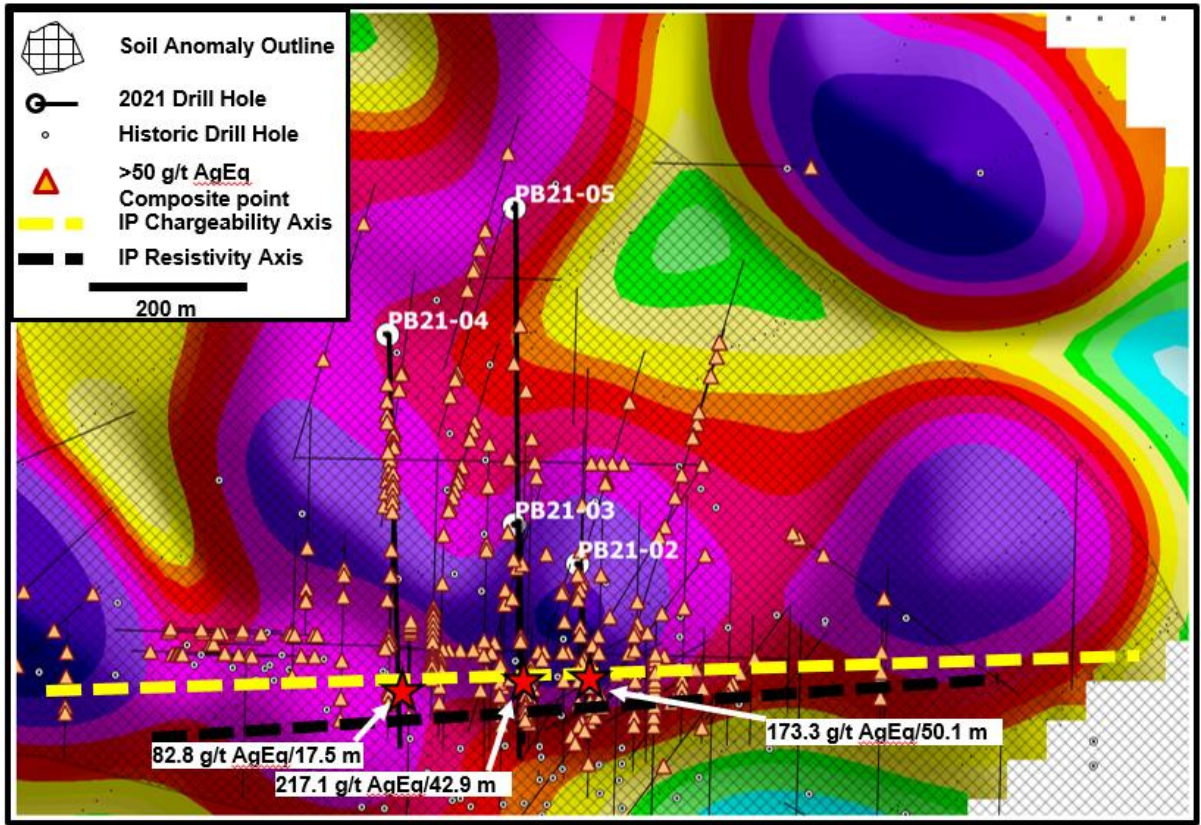 Soil Anomaly Outline
2021 Drill Hole
Historic Drill Hole
>50 g/t AgEq
Composite point
IP Chargeability Axis
IP Resistivity Axis
200 m
PB21-05
PB21-04
PB21-03
PB21-02
173.3 g/t AgEq/50.1 m
82.8 g/t AgEq/17.5 m
217.1 g/t AgEq/42.9 m